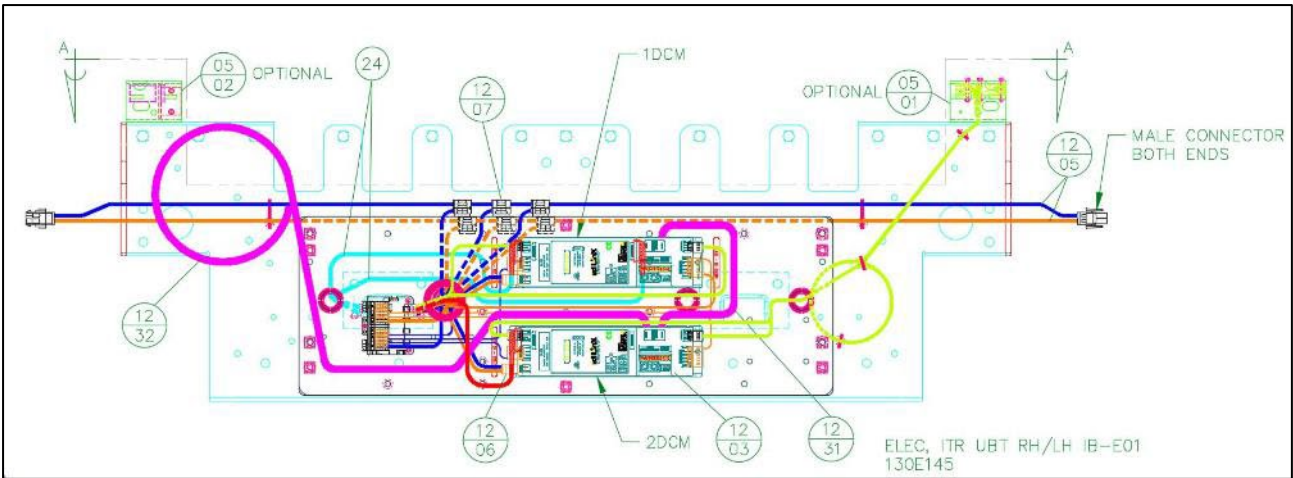 A
05
02
OPTIONAL
24
12
07
1DCM
OPTIONAL
05
01
A
12
05
MALE CONNECTOR
BOTH ENDS
12
32
12
06
2DCM
12
03
12
31
ELEC, ITR UBT RH/LH IB-E01
130E145